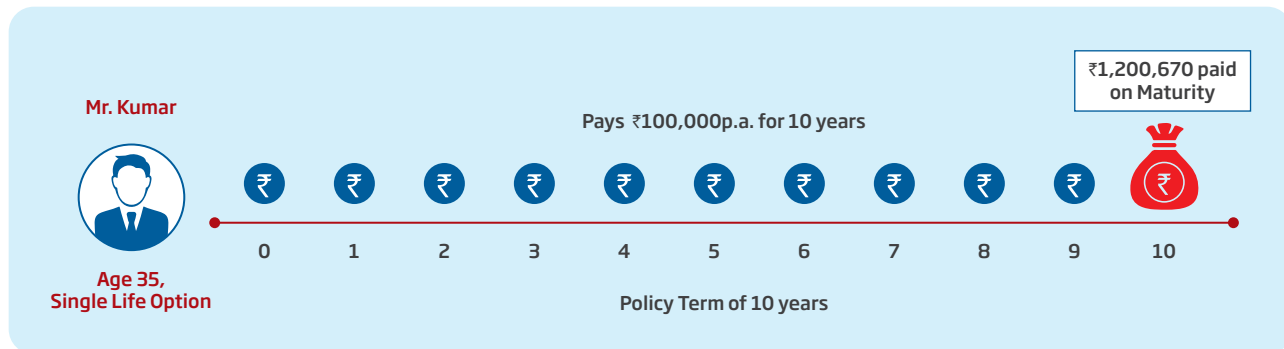 ₹1,200,670 paid
on Maturity
Mr. Kumar
Pays ₹100,000p.a. for 10 years
₹ ₹ ₹ ₹ ₹ ₹ ₹ ₹ ₹ ₹ ₹
0 1 2 3 4 5 6 7 8 9 10
Age 35,
Single Life Option
Policy Term of 10 years